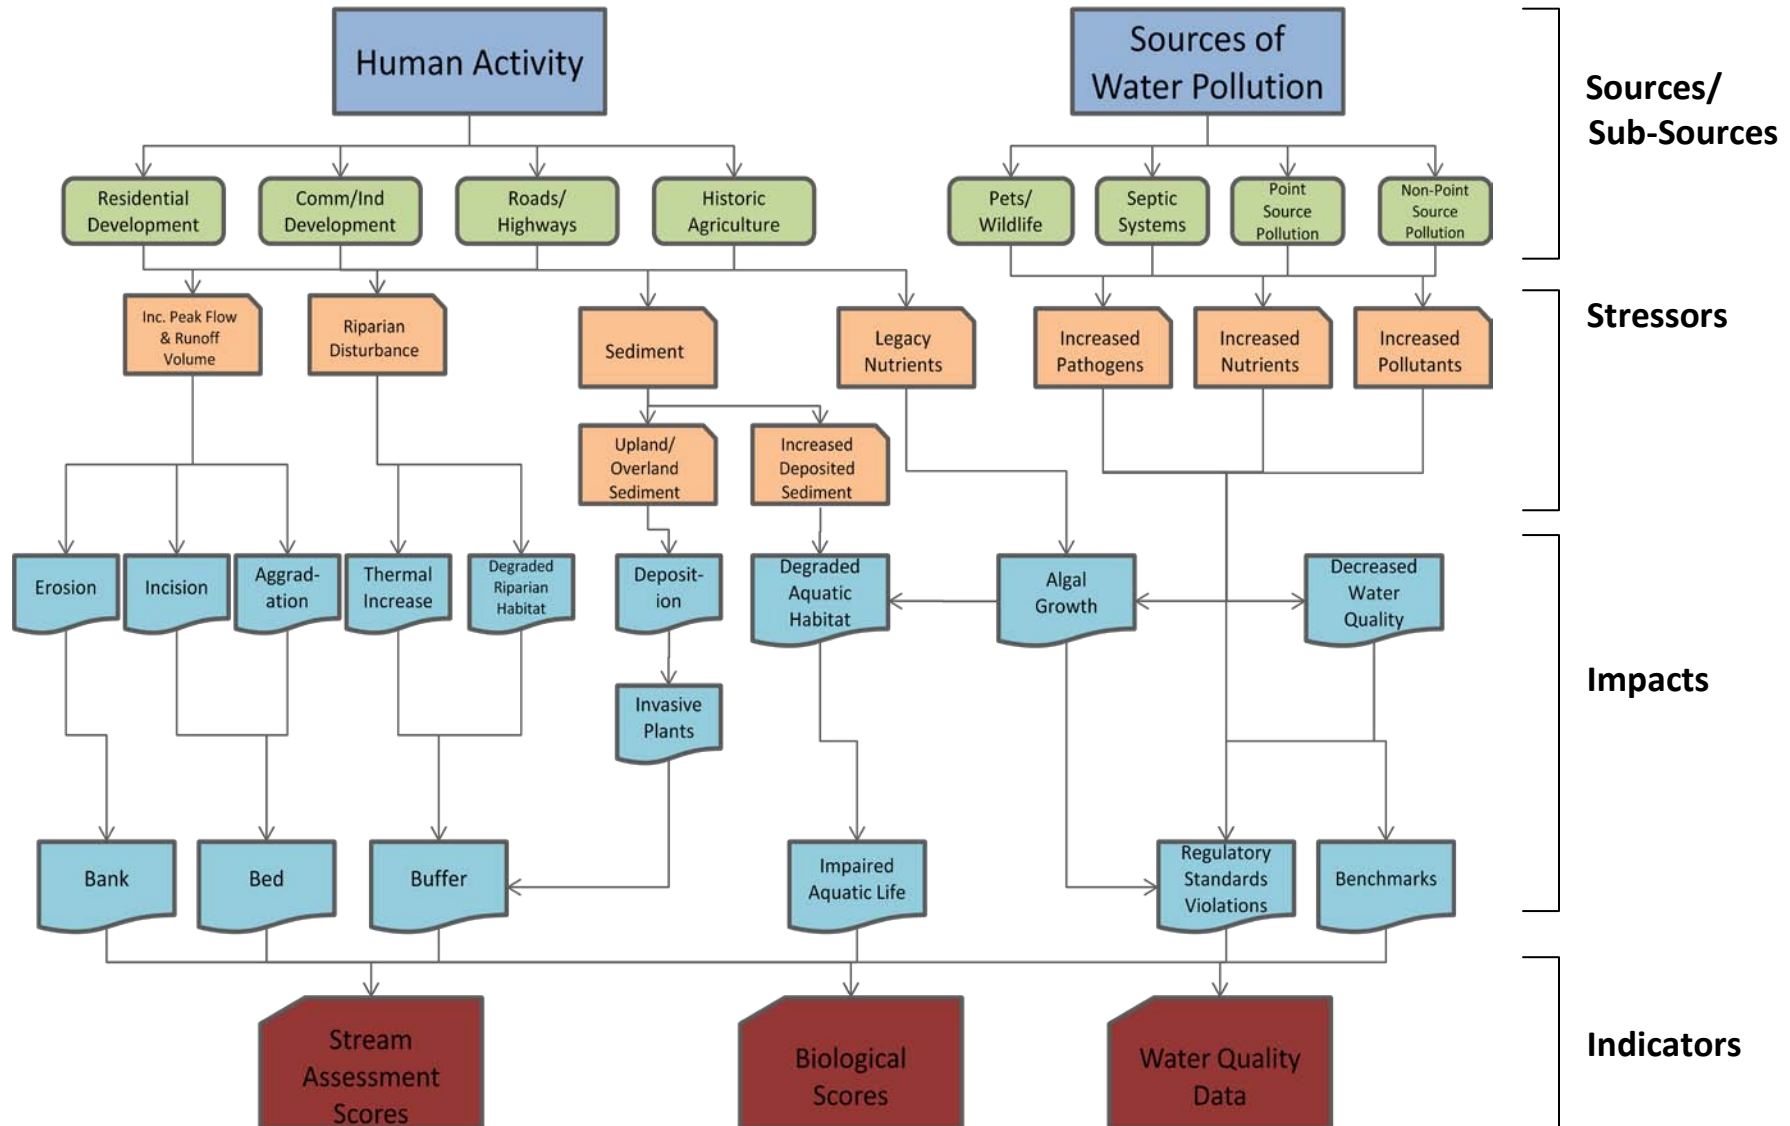 Human Activity
Sources of
Water Pollution
Sources/
Sub-Sources
Residential
Development
Comm/Ind
Development
Roads/
Highways
Historic
Agriculture
Pets/
Wildlife
Septic
Systems
Point
Source
Pollution
Non-Point
Source
Pollution
Stressors
Inc. Peak Flow
& Runoff
Volume
Riparian
Disturbance
Sediment
Legacy
Nutrients
Increased
Pathogens
Increased
Nutrients
Increased
Pollutants
Upland/
Overland
Sediment
Increased
Deposited
Sediment
Erosion
Incision
Aggrad-
ation
Thermal
Increase
Degraded
Riparian
Habitat
Deposit-
ion
Degraded
Aquatic
Habitat
Algal
Growth
Decreased
Water
Quality
Impacts
Invasive
Plants
Bank
Bed
Buffer
Impaired
Aquatic Life
Regulatory
Standards
Violations
Benchmarks
Indicators
Stream
Assessment
Scores
Biological
Scores
Water Quality
Data